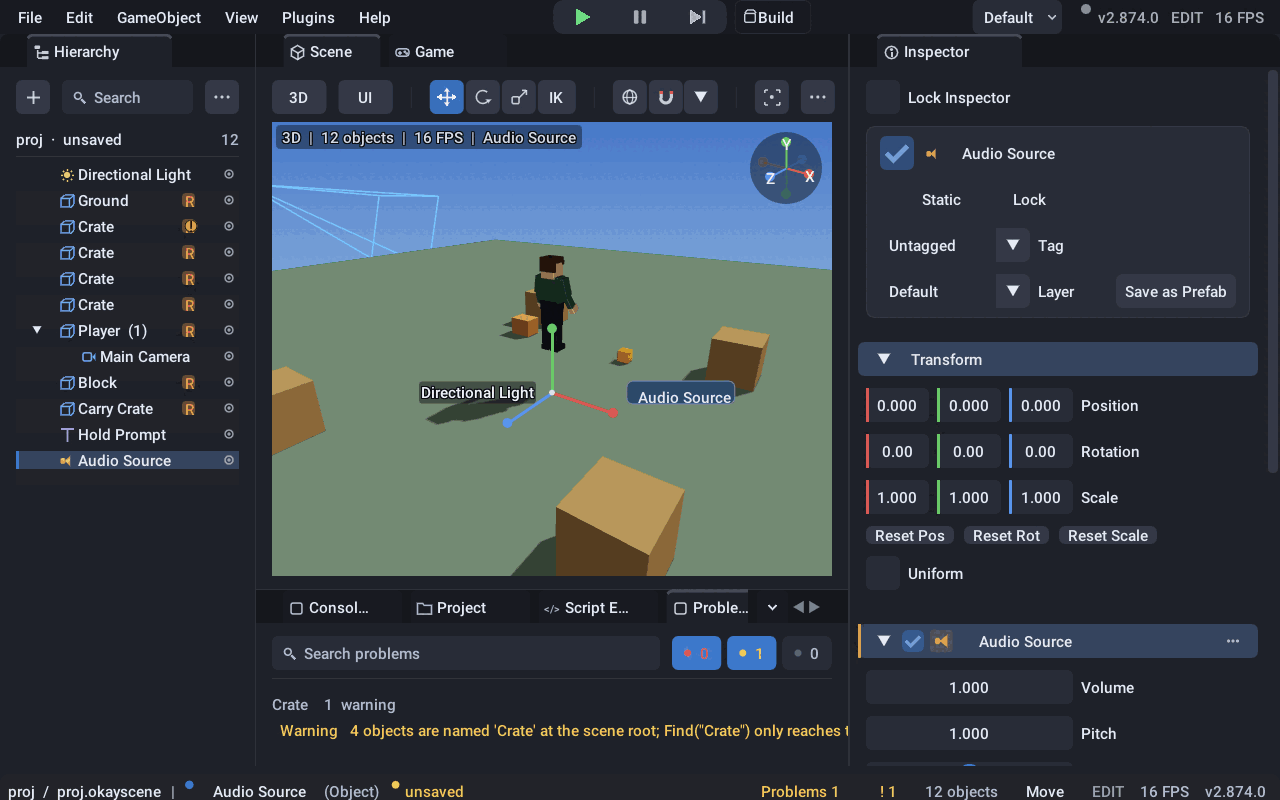 File Edit GameObject View Plugins Help Build Default v2.874.0 EDIT 16 FPS
Hierarchy Scene Game Inspector
Search 3D UI IK Lock Inspector
proj · unsaved 12
3D | 12 objects | 16 FPS | Audio Source
Y
Z X
Directional Light
Ground R
Crate !
Crate R
Crate R
Crate R
Player (1) R
Main Camera
Block R
Carry Crate R
Hold Prompt
Audio Source
Directional Light Audio Source
Audio Source
Static Lock
Untagged Tag
Default Layer Save as Prefab
Transform
0.000 0.000 0.000 Position
0.00 0.00 0.00 Rotation
1.000 1.000 1.000 Scale
Reset Pos Reset Rot Reset Scale
Uniform
Audio Source
1.000 Volume
1.000 Pitch
Consol... Project </> Script E... Proble...
Search problems 0 1 0
Crate 1 warning
Warning 4 objects are named 'Crate' at the scene root; Find("Crate") only reaches
proj / proj.okayscene | Audio Source (Object) unsaved Problems 1 ! 1 12 objects Move EDIT 16 FPS v2.874.0